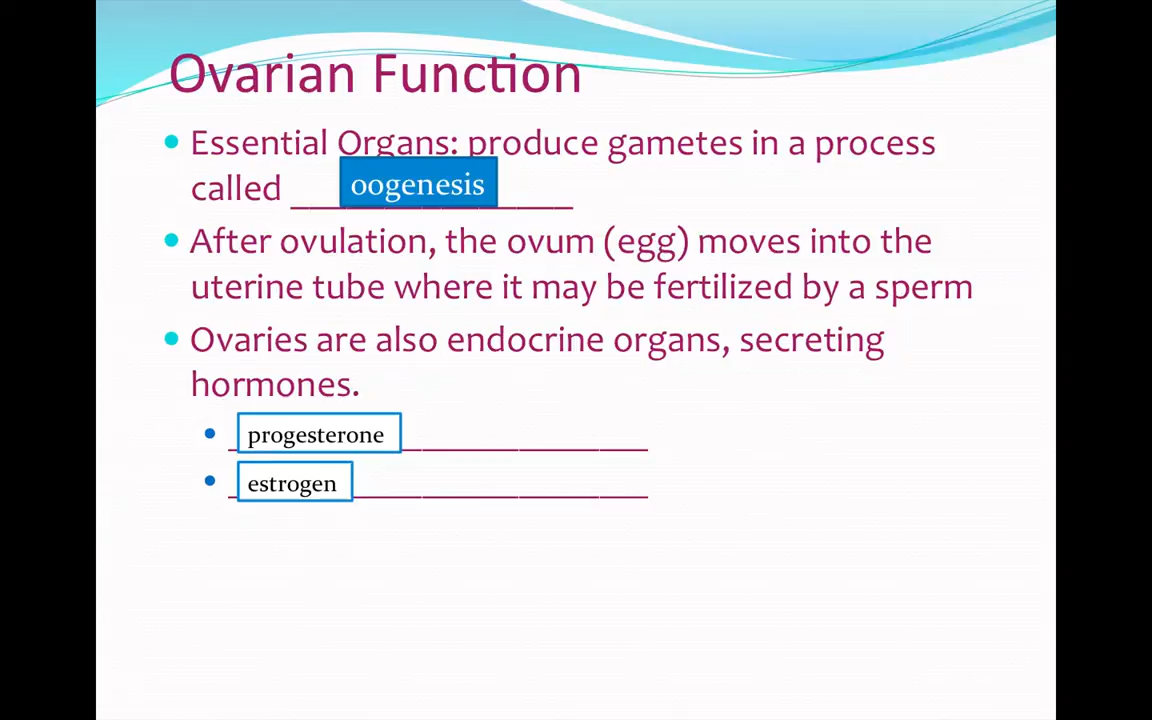 Ovarian Function
Essential Organs: produce gametes in a process
called _______________ oogenesis
After ovulation, the ovum (egg) moves into the
uterine tube where it may be fertilized by a sperm
Ovaries are also endocrine organs, secreting
hormones.
progesterone
estrogen